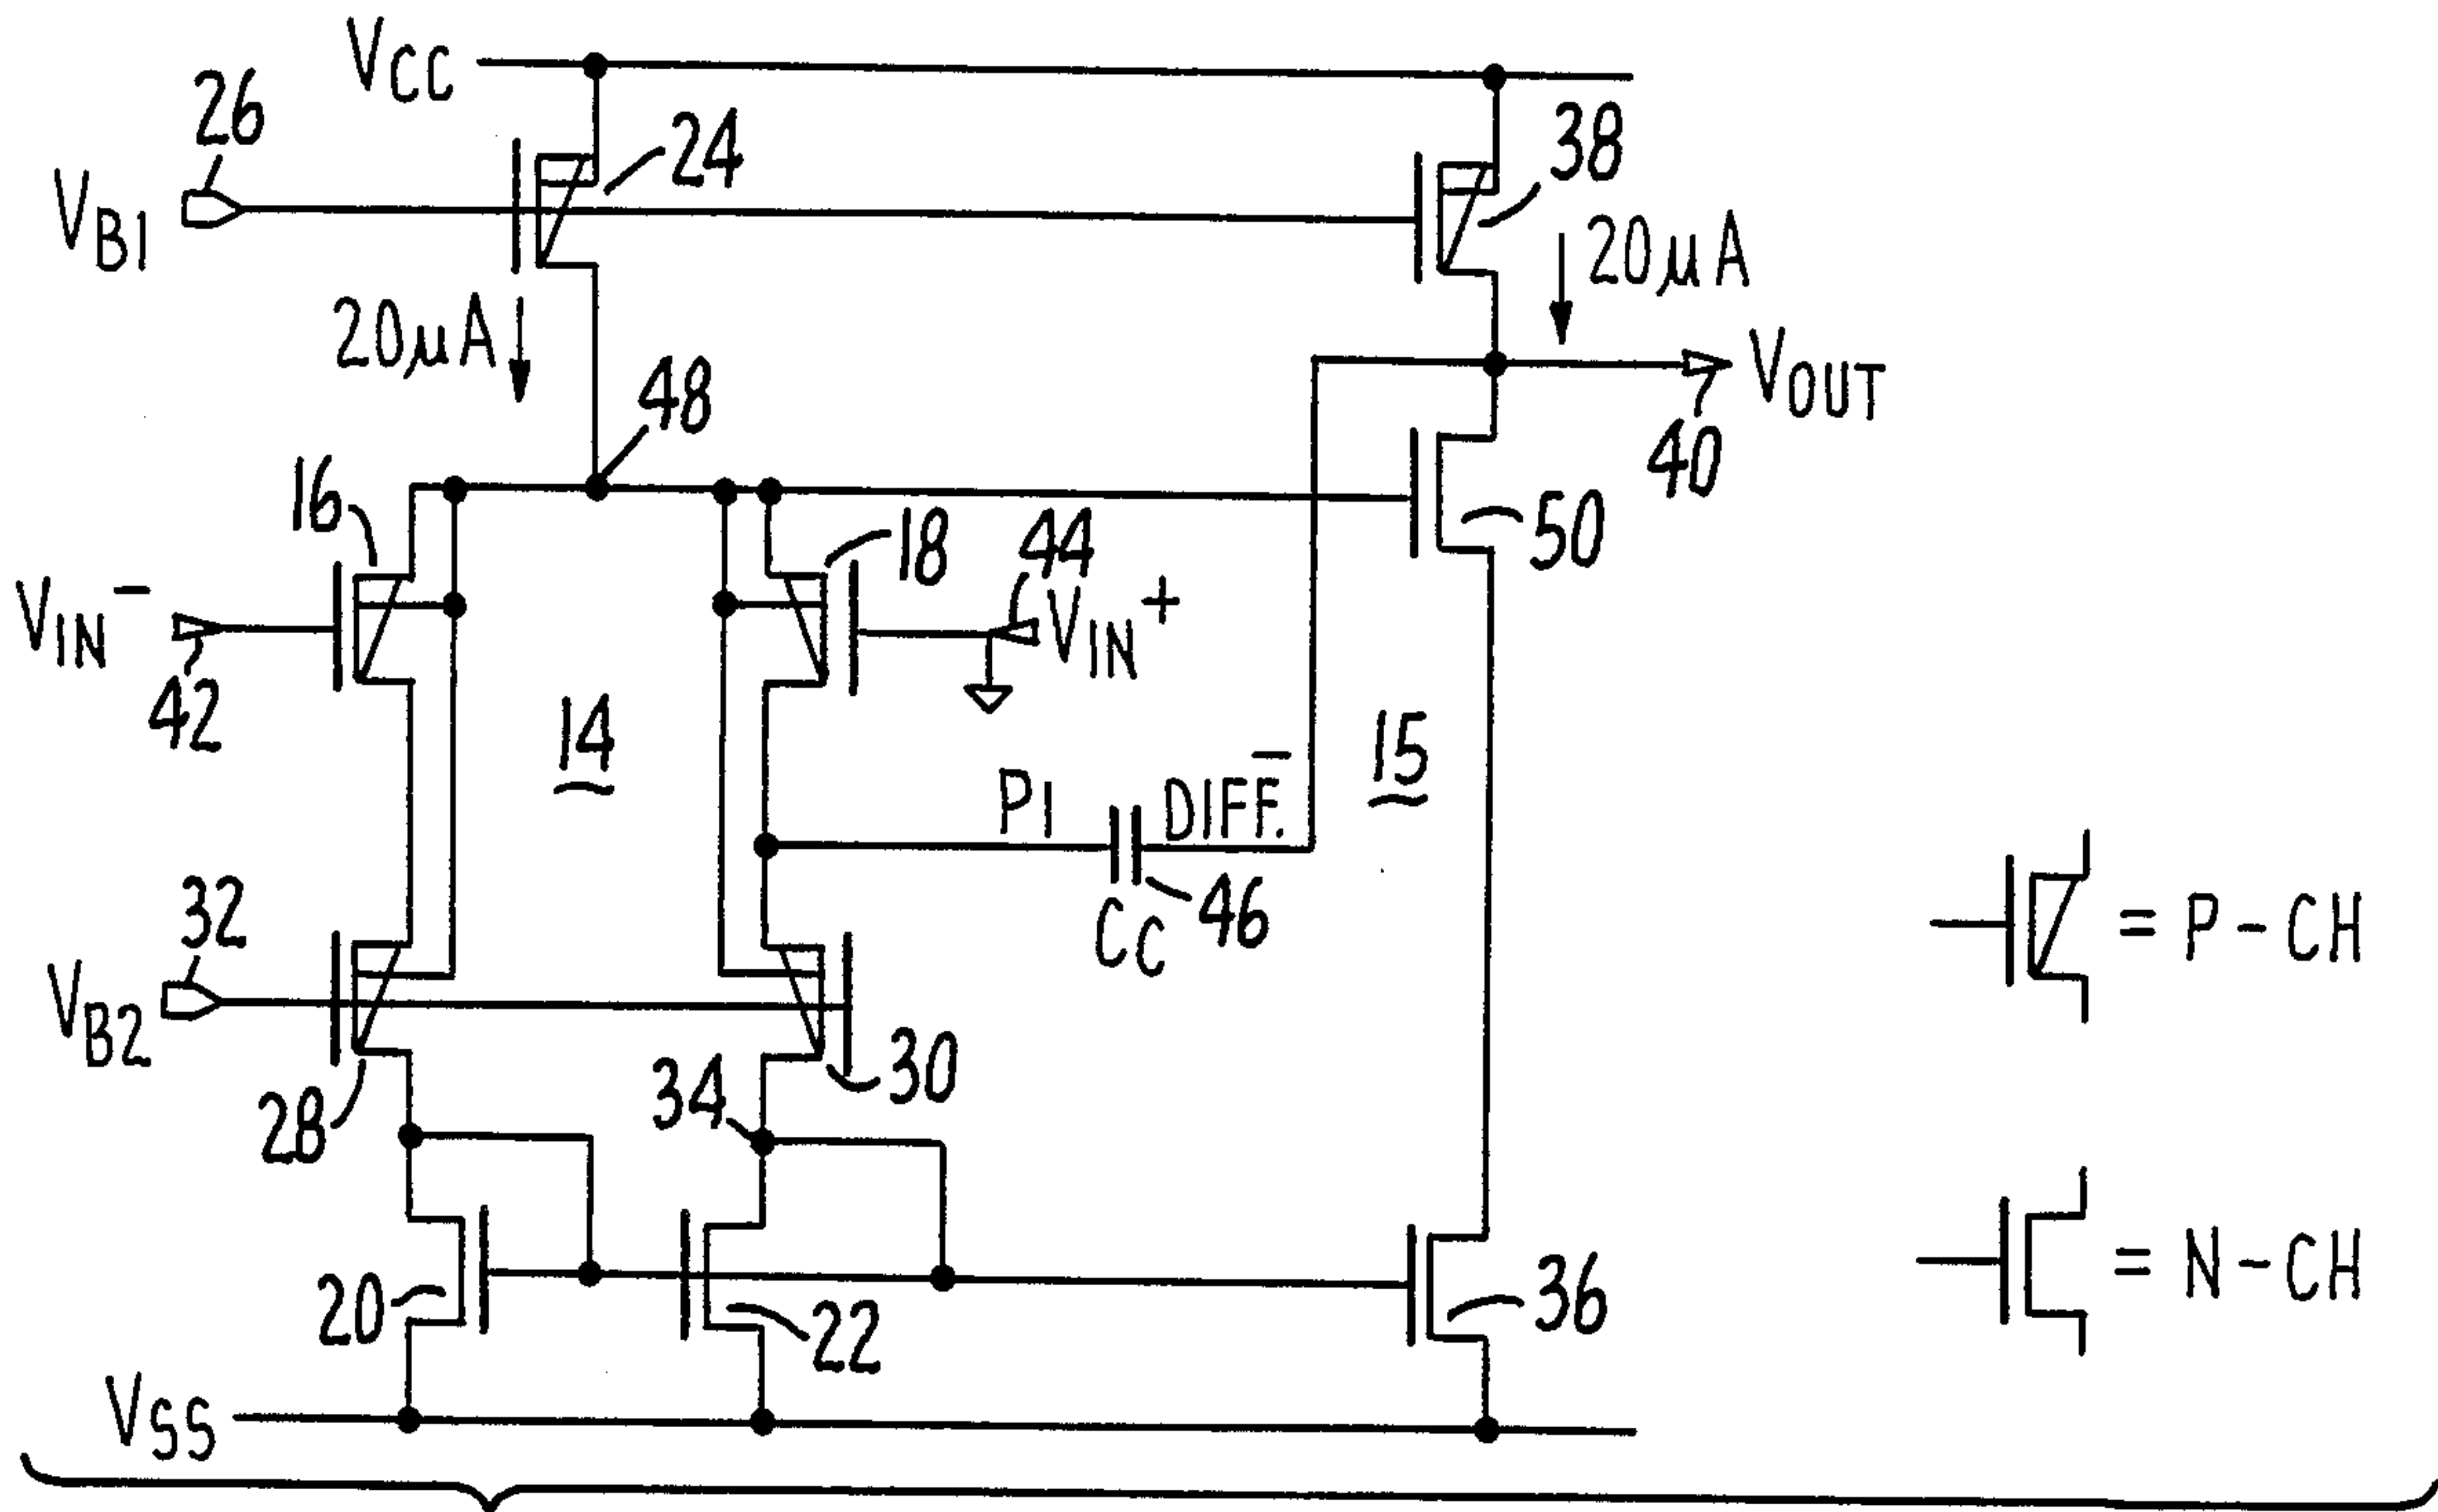 VCC
26
24
38
VB1
20μA
20μA
48
VOUT
40
16
18
44
50
VIN-
VIN+
42
14
15
P1
DIFF.-
CC
46
32
= P-CH
VB2
28
34
30
20
22
36
= N-CH
VSS